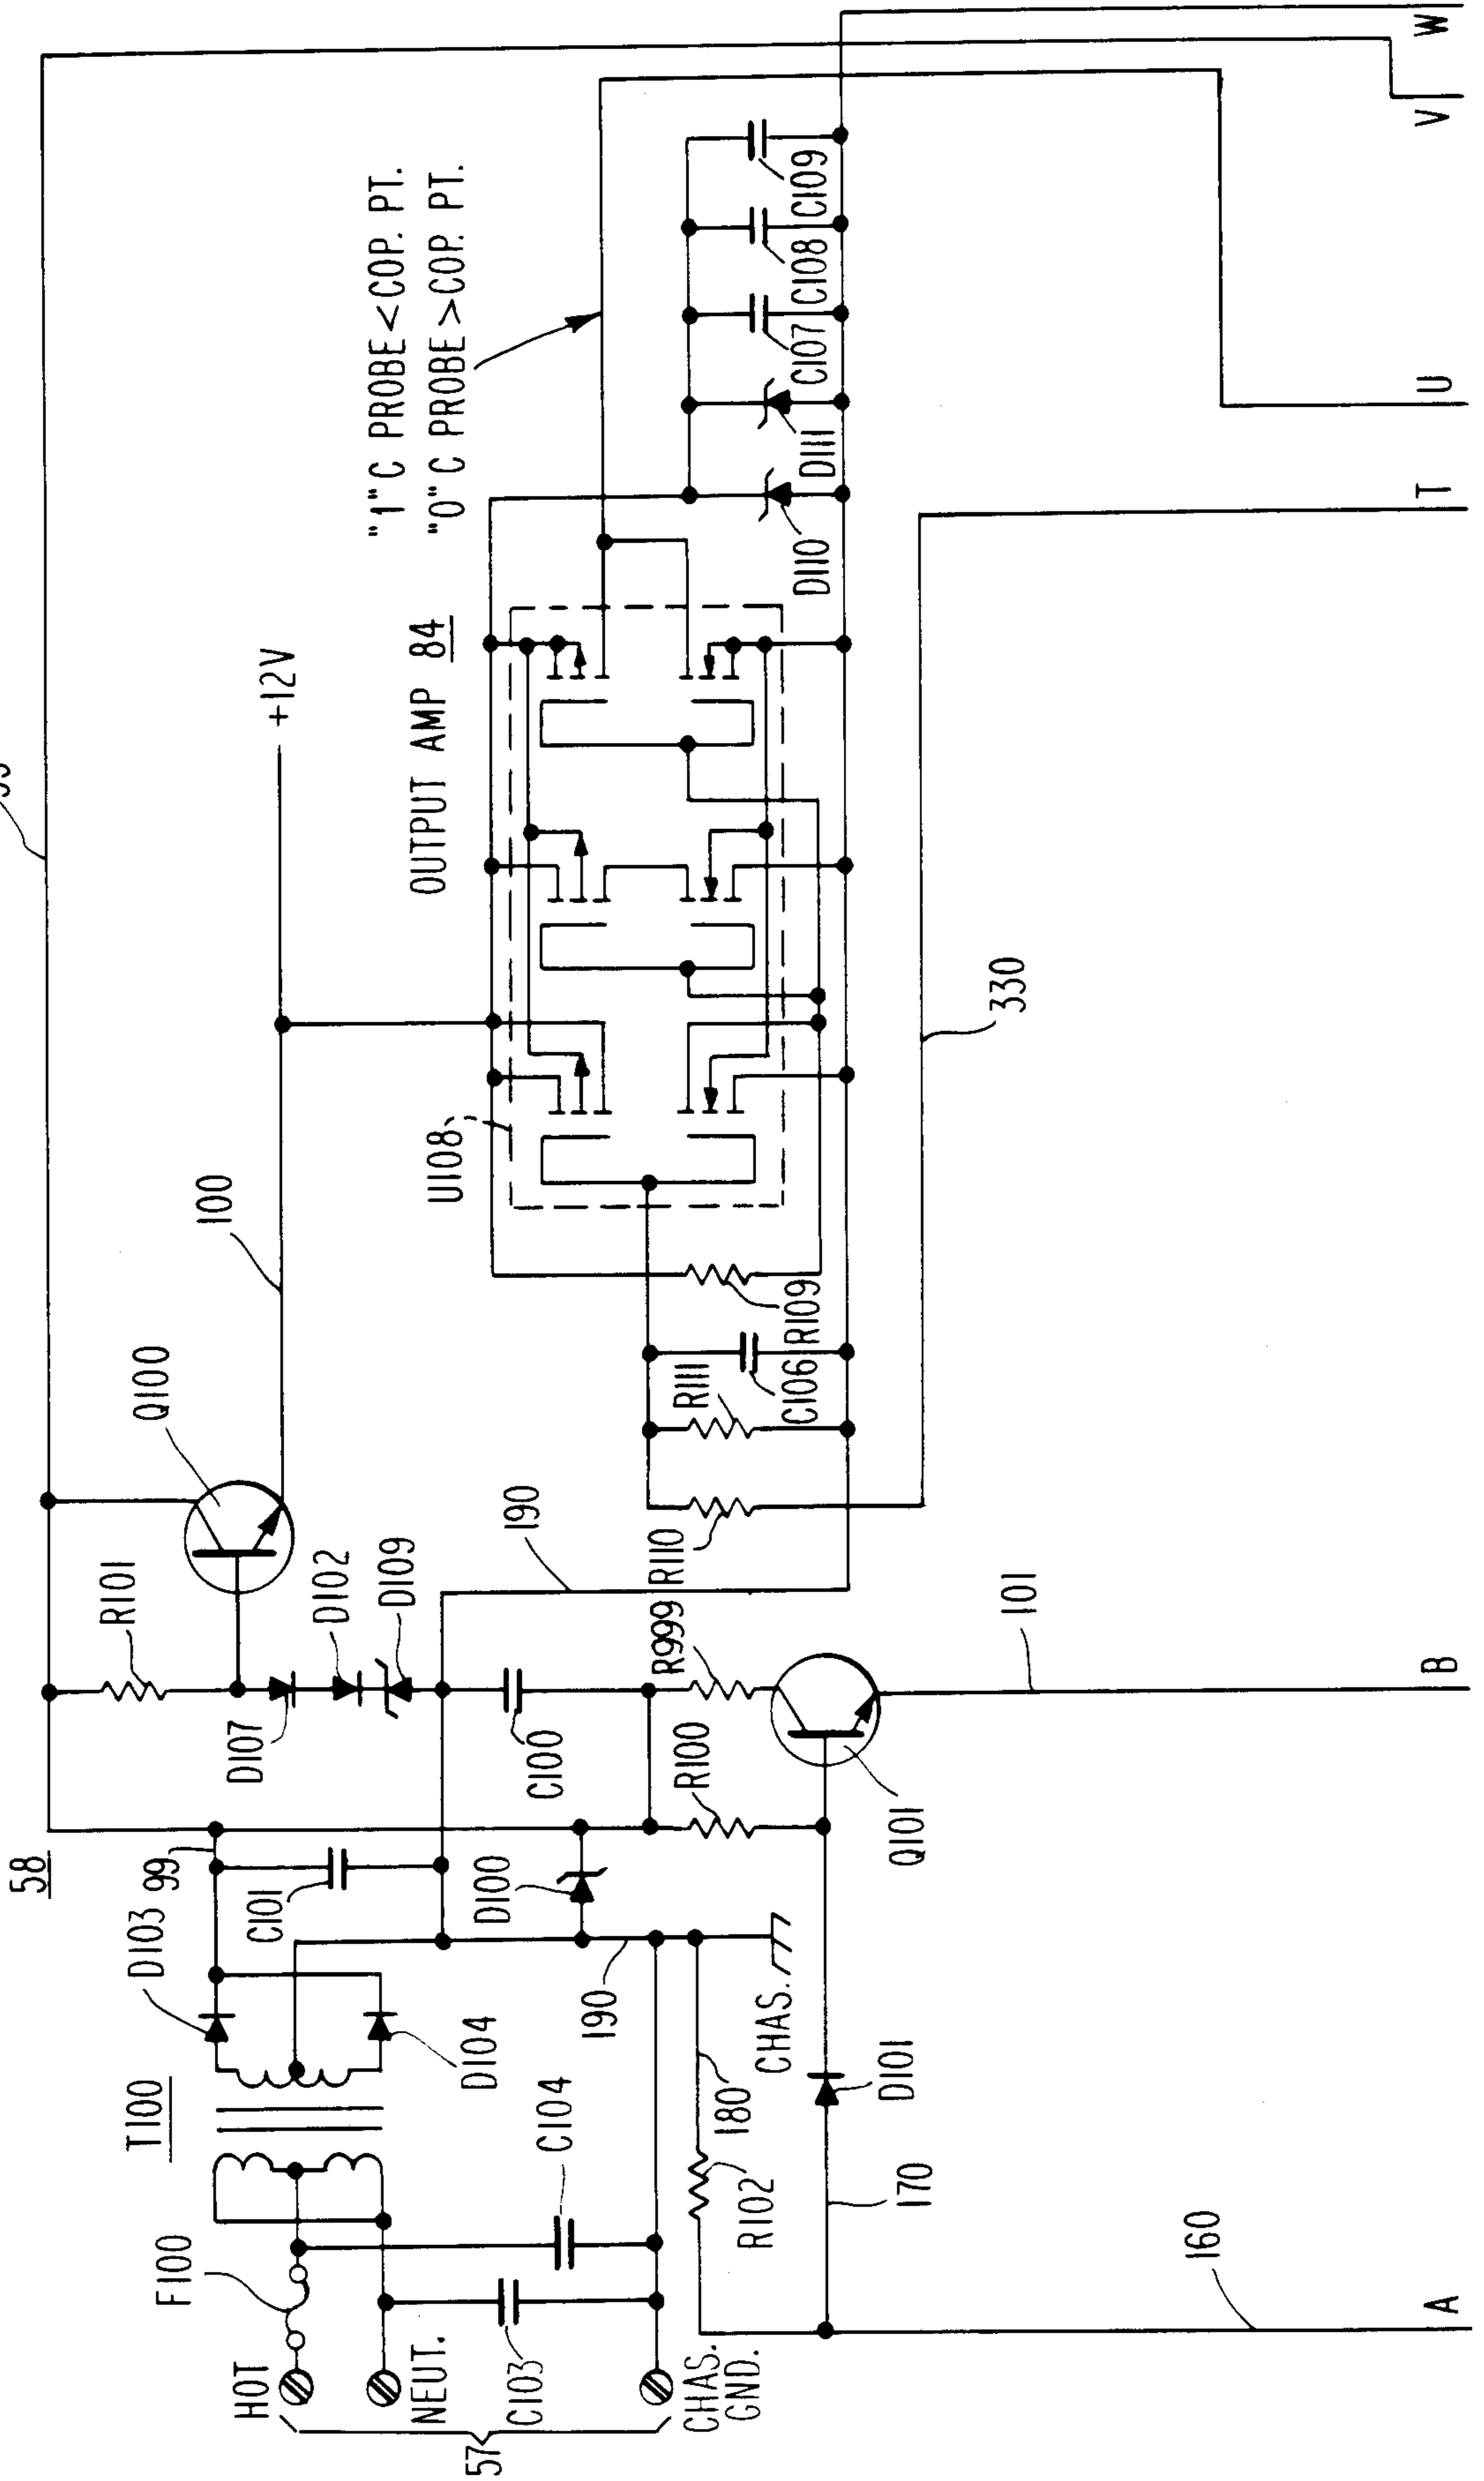 58
99
D103
T100
F100
HOT
NEUT.
57
C103
CHAS.
GND.
C104
D104
C101
R101
Q100
100
+12V
D107
D102
D109
190
C100
D100
190
180
R102
CHAS.
R100
R999
Q101
D101
170
160
101
R110
R111
C106
R109
U108
OUTPUT AMP 84
"1" C PROBE < COP. PT.
"0" C PROBE > COP. PT.
D110
D111
C107
C108
C109
330
A
B
T
U
V
W